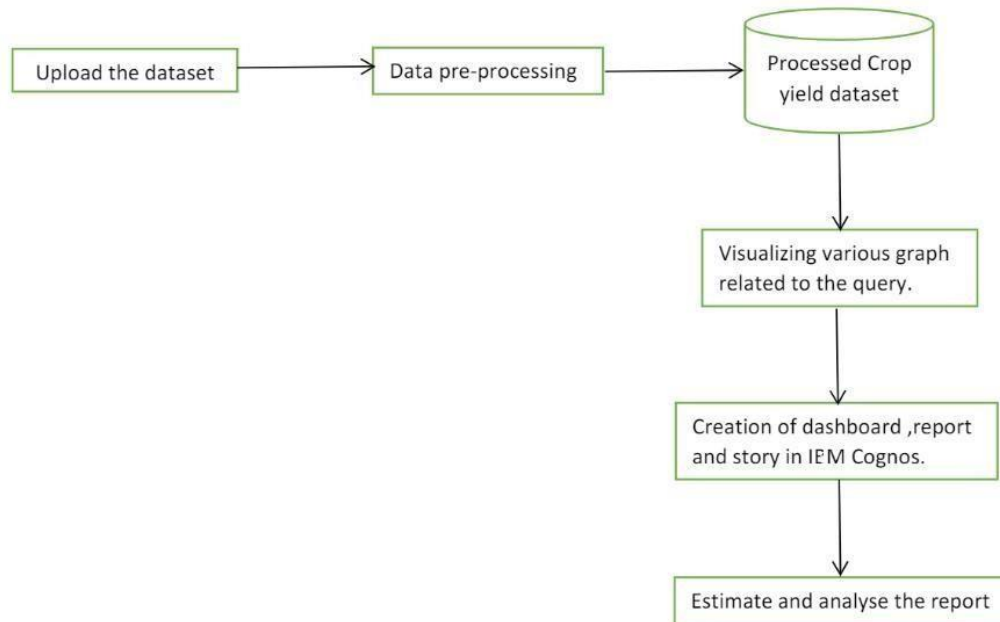 Upload the dataset
Data pre-processing
Processed Crop
yield dataset
Visualizing various graph
related to the query.
Creation of dashboard ,report
and story in IBM Cognos.
Estimate and analyse the report